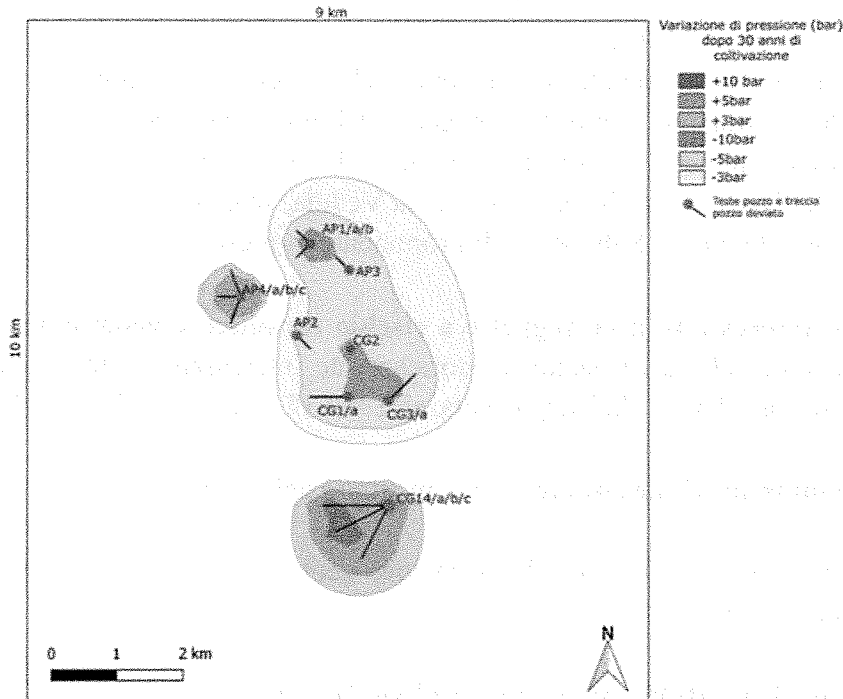 9 km
Variazione di pressione (bar)
dopo 30 anni di
coltivazione
+10 bar
+5bar
+3bar
-10bar
-5bar
-3bar
Teste pozzo e traccia
pozzo deviata
AP1/a/b
AP3
AP4/a/b/c
AP2
CG2
10 km
CG1/a
CG3/a
CG14/a/b/c
N
0 1 2 km